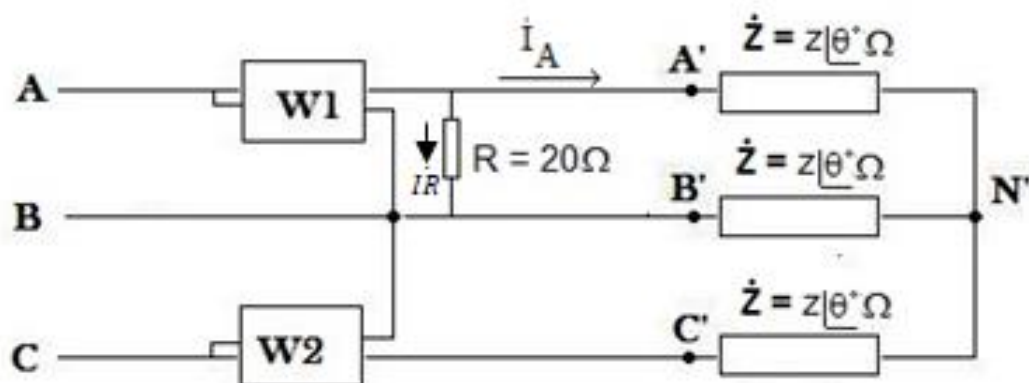 Ż = z|θ° Ω
İ_A
A'
A
W1
Ż = z|θ° Ω
R = 20Ω
IR
B
B'
N'
Ż = z|θ° Ω
C'
C
W2